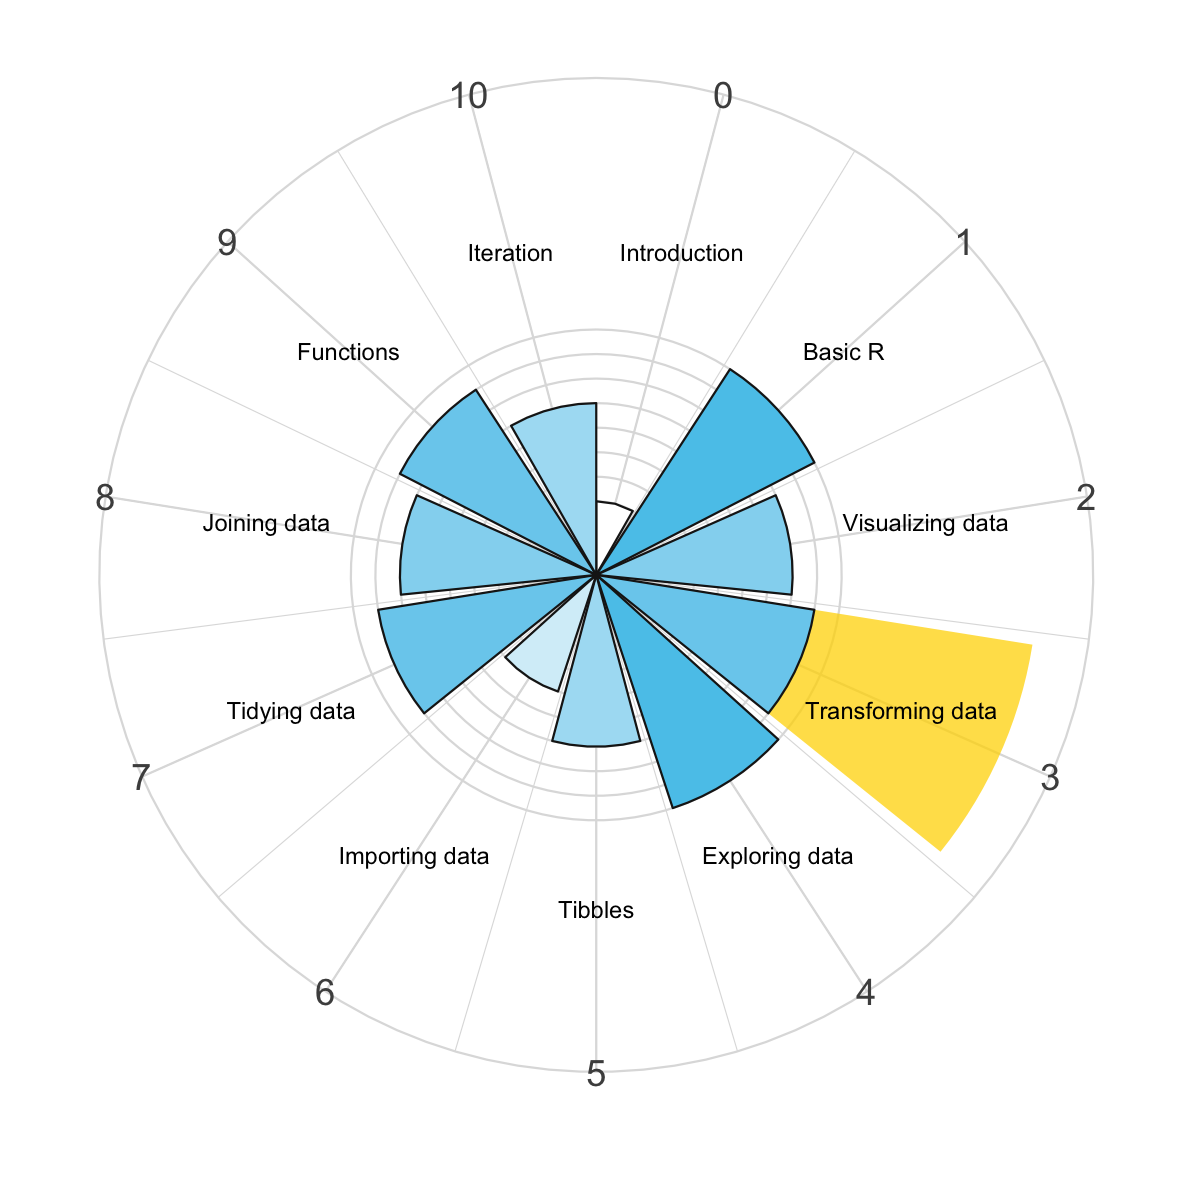 10
0
9
1
Iteration
Introduction
Functions
Basic R
8
2
Joining data
Visualizing data
Tidying data
Transforming data
7
3
Importing data
Exploring data
Tibbles
6
4
5